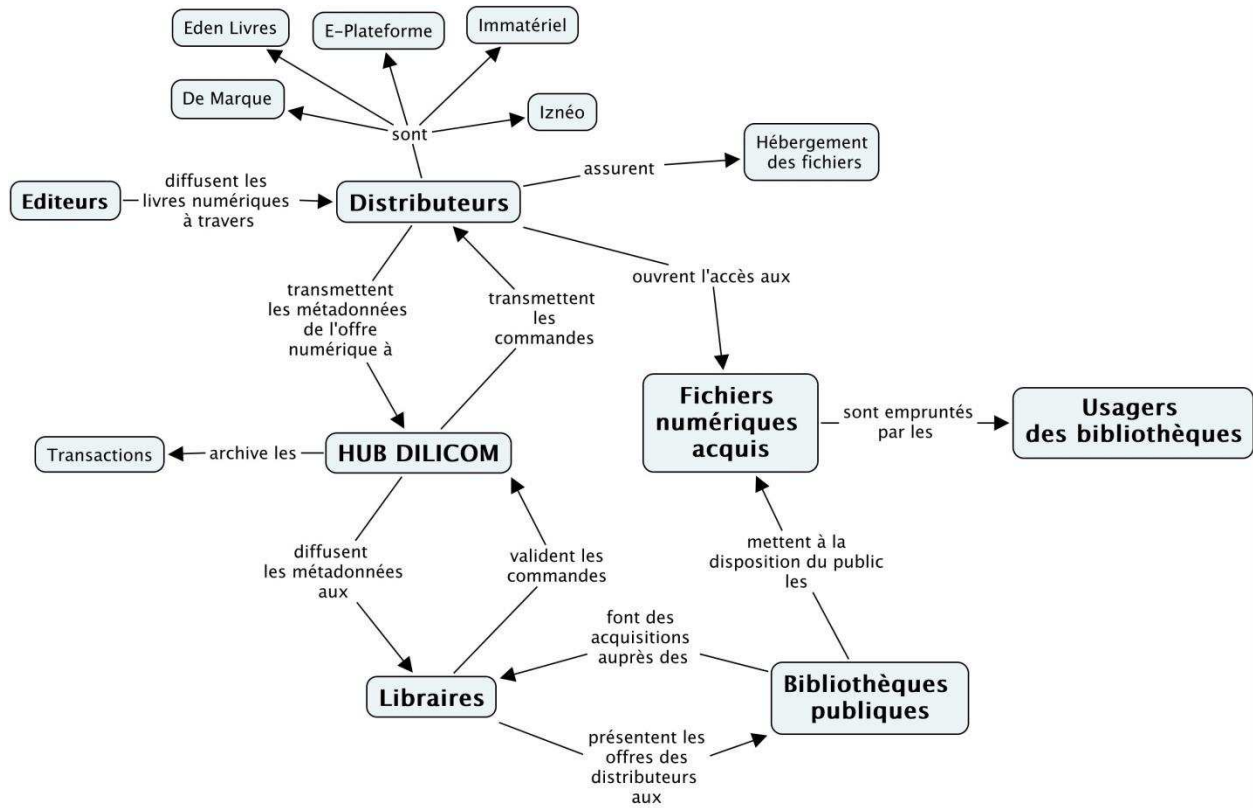 Eden Livres
E-Plateforme
Immatériel
De Marque
Iznéo
sont
Hébergement
des fichiers
assurent
Editeurs
diffusent les
livres numériques
à travers
Distributeurs
ouvrent l'accès aux
transmettent
les métadonnées
de l'offre
numérique à
transmettent
les
commandes
Fichiers
numériques
acquis
sont empruntés
par les
Usagers
des bibliothèques
Transactions
archive les
HUB DILICOM
diffusent
les métadonnées
aux
valident les
commandes
mettent à la
disposition du public
les
font des
acquisitions
auprès des
Libraires
Bibliothèques
publiques
présentent les
offres des
distributeurs
aux